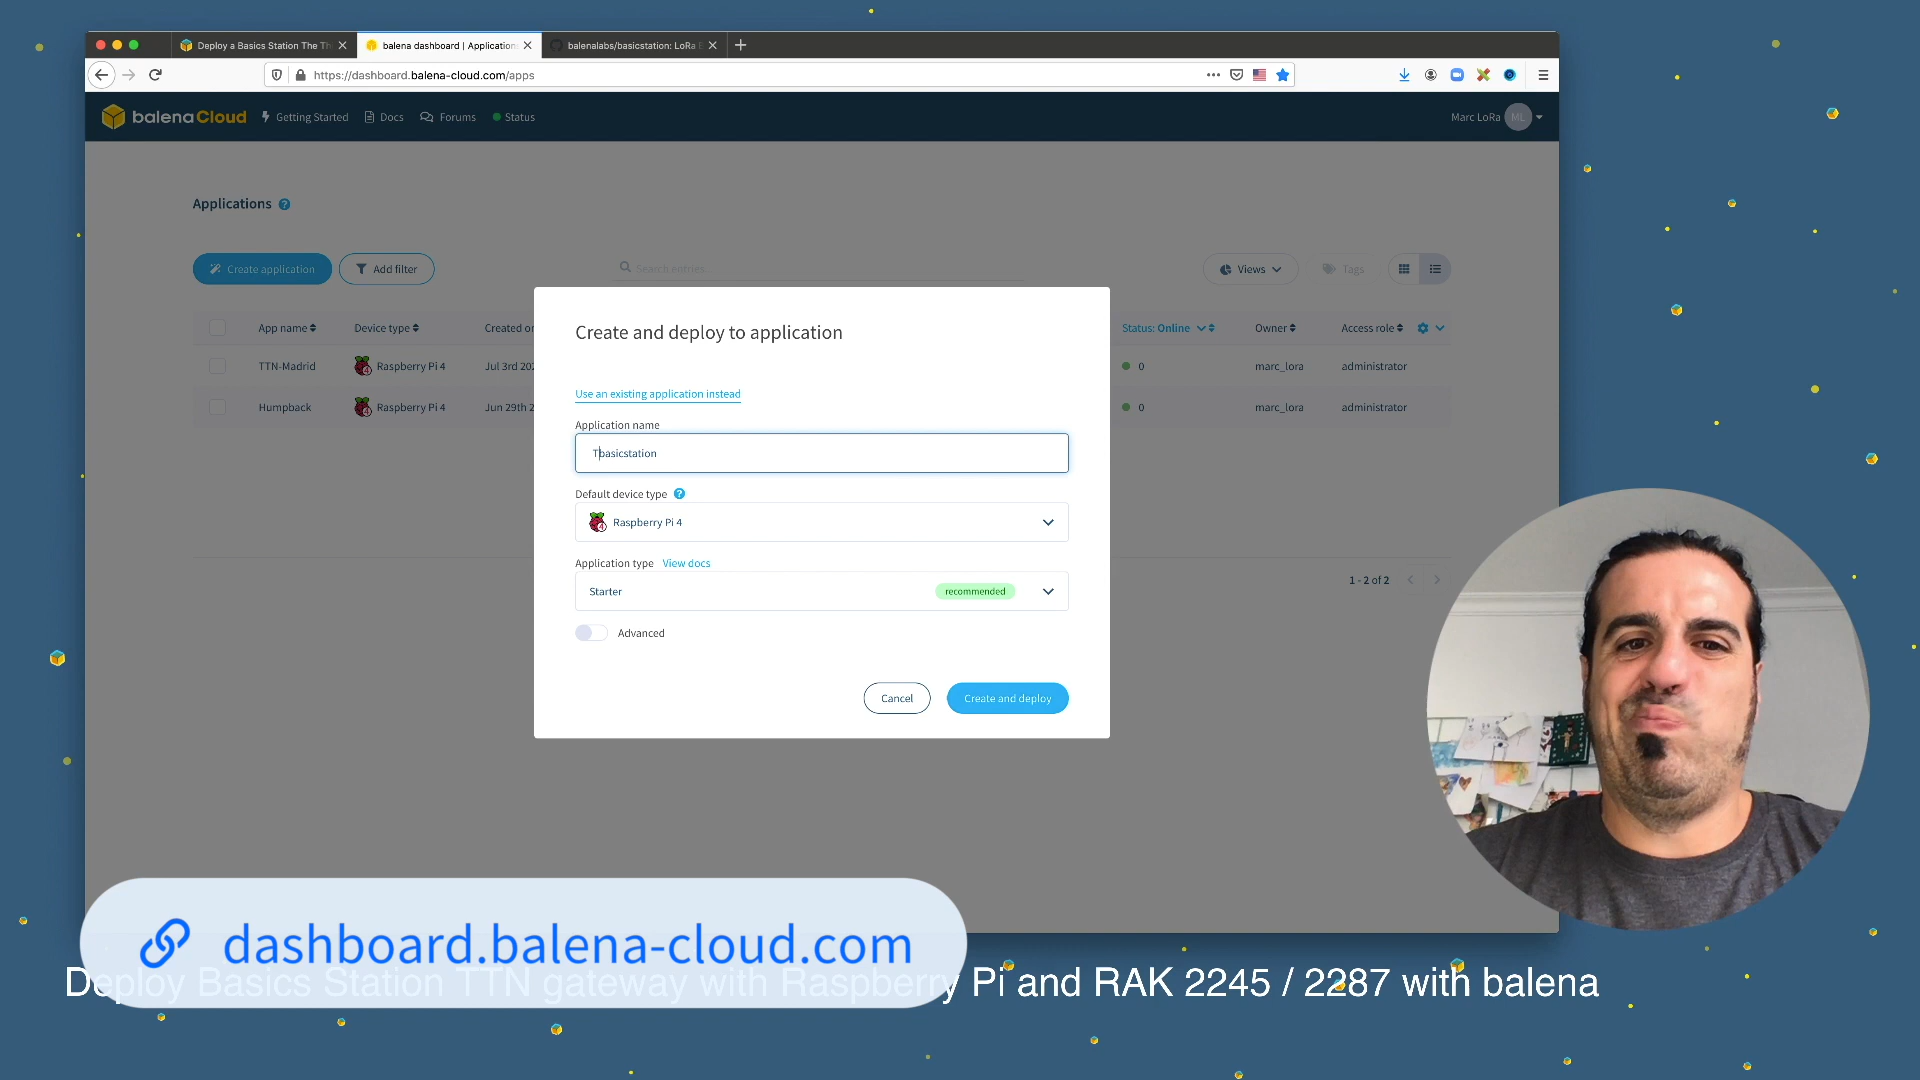 Deploy a Basics Station The Th
balena dashboard | Application
balenalabs/basicstation: LoRa
https://dashboard.balena-cloud.com/apps
balenaCloud
Getting Started
Docs
Forums
Status
Marc LoRa
ML
Applications
Create application
Add filter
Search entries...
Views
Tags
App name
Device type
Created on
Status: Online
Owner
Access role
TTN-Madrid
Raspberry Pi 4
Jul 3rd 202
0
marc_lora
administrator
Humpback
Raspberry Pi 4
Jun 29th 2
0
marc_lora
administrator
1 - 2 of 2
Create and deploy to application
Use an existing application instead
Application name
Tbasicstation
Default device type
Raspberry Pi 4
Application type View docs
Starter
recommended
Advanced
Cancel
Create and deploy
dashboard.balena-cloud.com
Deploy Basics Station TTN gateway with Raspberry Pi and RAK 2245 / 2287 with balena